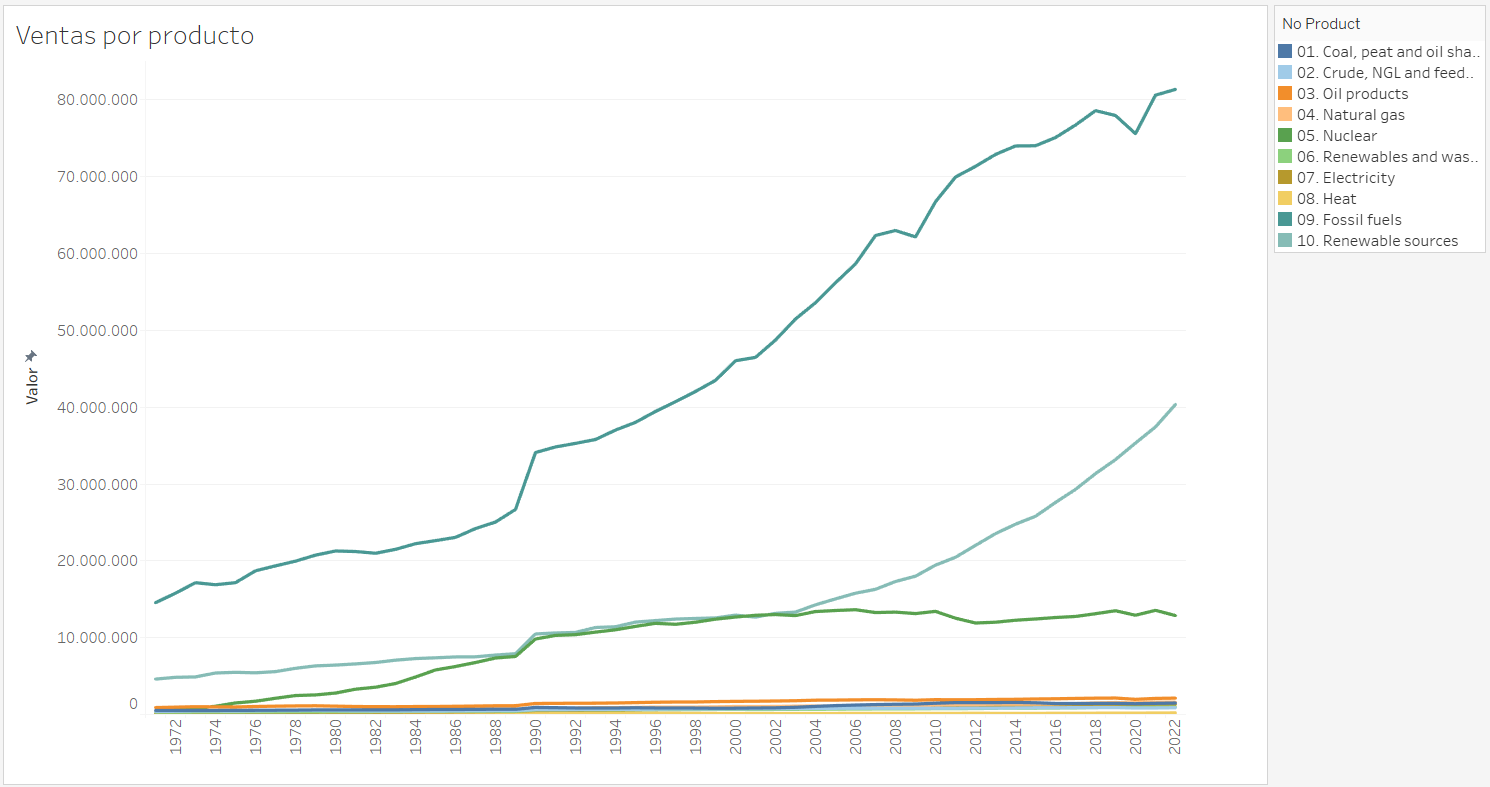 Ventas por producto
80.000.000
70.000.000
60.000.000
50.000.000
40.000.000
30.000.000
20.000.000
10.000.000
0
Valor
1972
1974
1976
1978
1980
1982
1984
1986
1988
1990
1992
1994
1996
1998
2000
2002
2004
2006
2008
2010
2012
2014
2016
2018
2020
2022
No Product
01. Coal, peat and oil sha..
02. Crude, NGL and feed..
03. Oil products
04. Natural gas
05. Nuclear
06. Renewables and was..
07. Electricity
08. Heat
09. Fossil fuels
10. Renewable sources